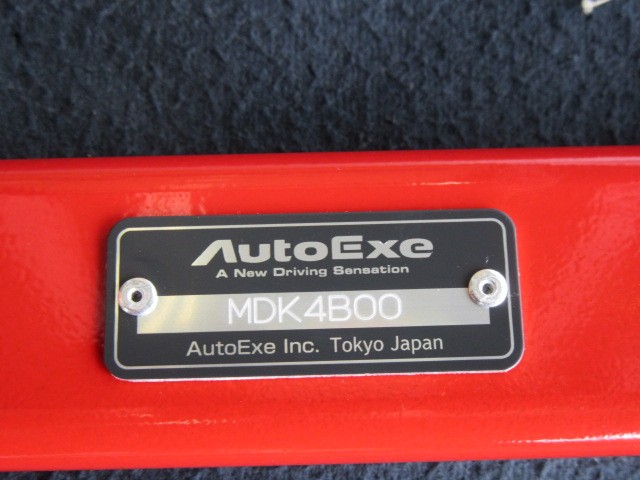 AutoExe
A New Driving Sensation
MDK4B00
AutoExe Inc. Tokyo Japan